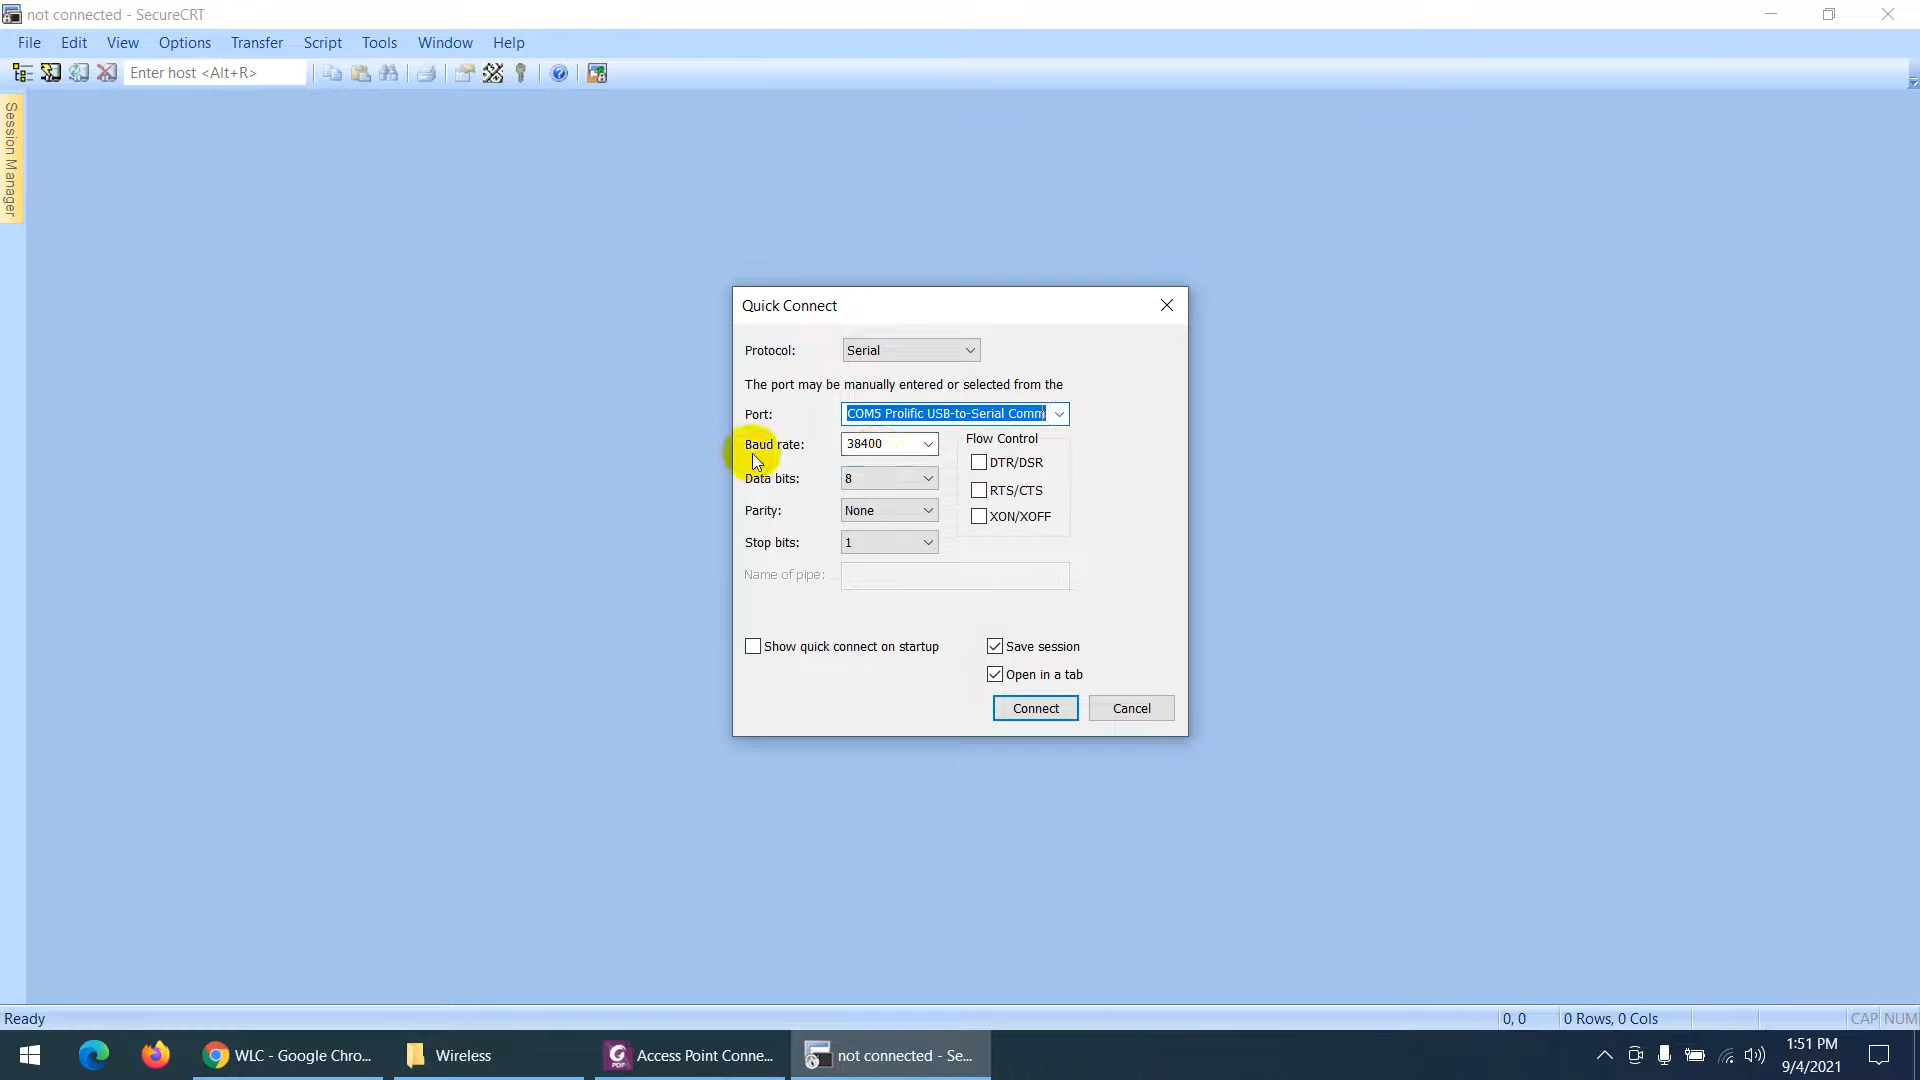 not connected - SecureCRT
File Edit View Options Transfer Script Tools Window Help
Enter host <Alt+R>
Session Manager
Quick Connect
Protocol: Serial
The port may be manually entered or selected from the
Port: COM5 Prolific USB-to-Serial Comm
Baud rate: 38400 Flow Control
DTR/DSR
Data bits: 8
RTS/CTS
Parity: None
XON/XOFF
Stop bits: 1
Name of pipe:
Show quick connect on startup Save session
Open in a tab
Connect Cancel
Ready 0, 0 0 Rows, 0 Cols CAP NUM
WLC - Google Chro... Wireless Access Point Conne... not connected - Se... 1:51 PM
9/4/2021